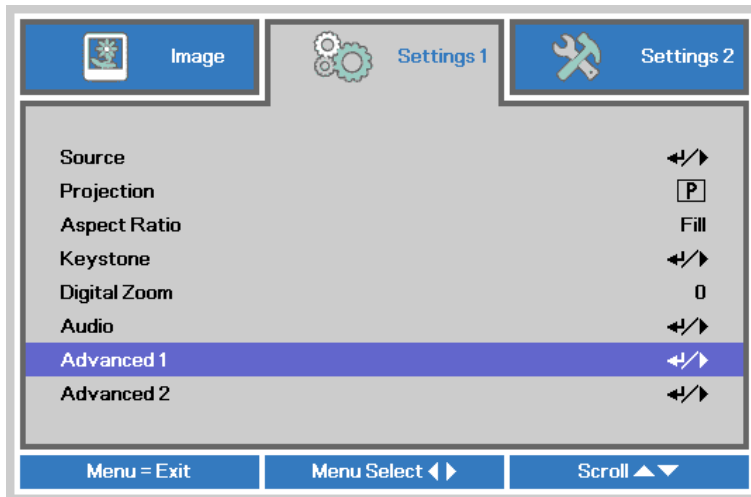 Image Settings 1 Settings 2
Source
Projection P
Aspect Ratio Fill
Keystone
Digital Zoom 0
Audio
Advanced 1
Advanced 2
Menu = Exit Menu Select Scroll